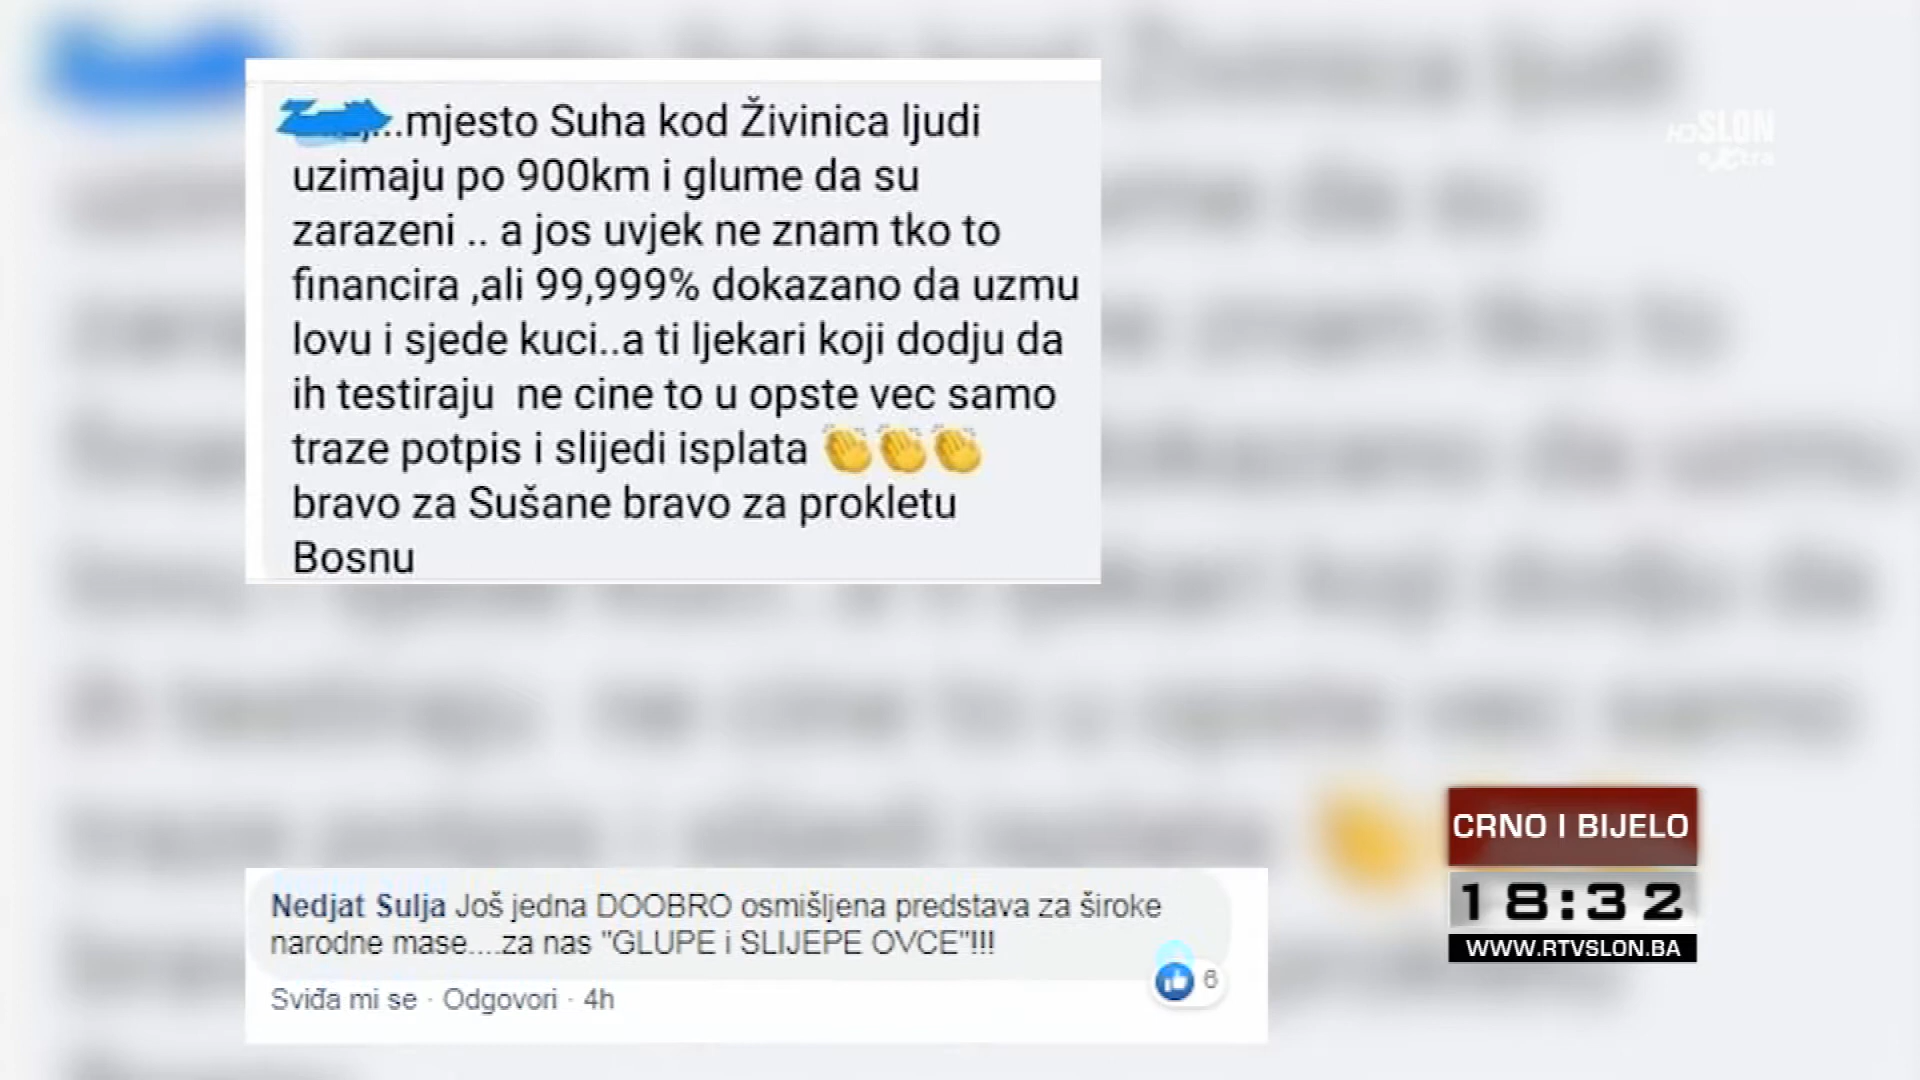 ...mjesto Suha kod Živinica ljudi
uzimaju po 900km i glume da su
zarazeni .. a jos uvjek ne znam tko to
financira ,ali 99,999% dokazano da uzmu
lovu i sjede kuci..a ti ljekari koji dodju da
ih testiraju  ne cine to u opste vec samo
traze potpis i slijedi isplata 👏👏👏
bravo za Sušane bravo za prokletu
Bosnu
HD SLON
eXtra
CRNO I BIJELO
18:32
WWW.RTVSLON.BA
Nedjat Sulja Još jedna DOOBRO osmišljena predstava za široke
narodne mase....za nas "GLUPE i SLIJEPE OVCE"!!!
6
Sviđa mi se · Odgovori · 4h